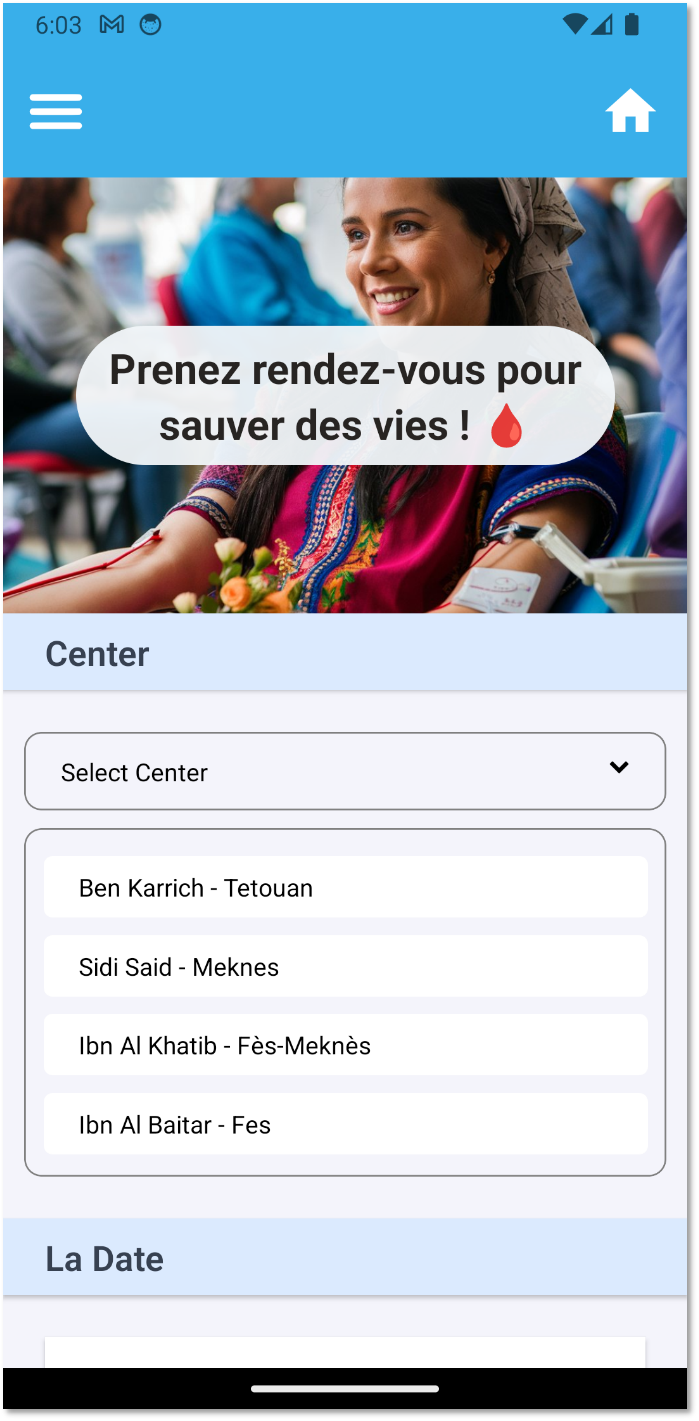 6:03
Prenez rendez-vous pour
sauver des vies ! 🩸
Center
Select Center
Ben Karrich - Tetouan
Sidi Said - Meknes
Ibn Al Khatib - Fès-Meknès
Ibn Al Baitar - Fes
La Date